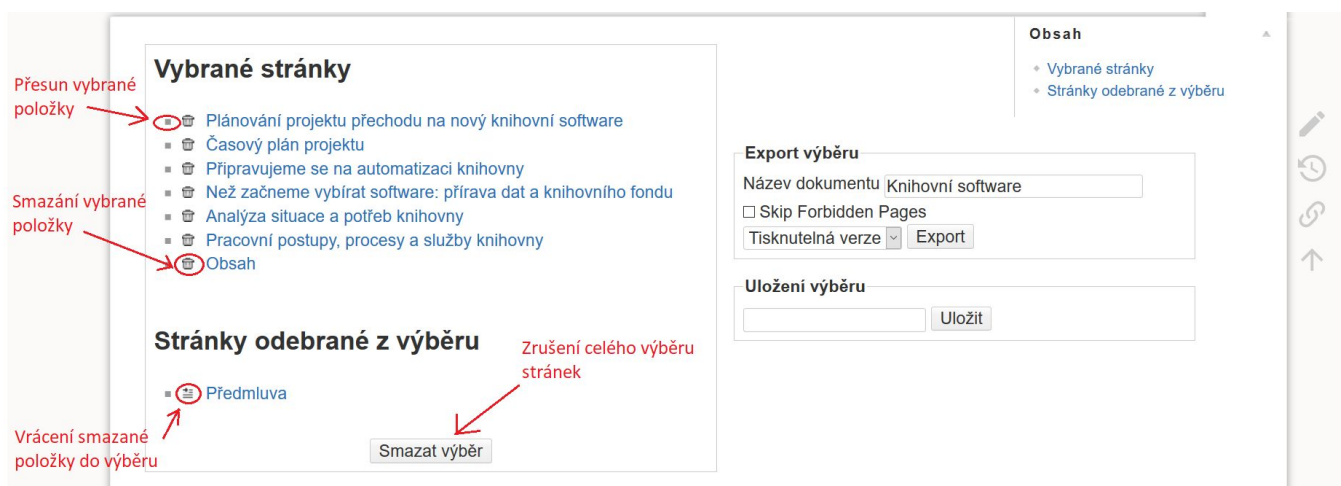 Obsah
Vybrané stránky
Stránky odebrané z výběru
Vybrané stránky
Přesun vybrané
položky
Plánování projektu přechodu na nový knihovní software
Časový plán projektu
Připravujeme se na automatizaci knihovny
Než začneme vybírat software: přírava dat a knihovního fondu
Analýza situace a potřeb knihovny
Pracovní postupy, procesy a služby knihovny
Obsah
Smazání vybrané
položky
Export výběru
Název dokumentu Knihovní software
Skip Forbidden Pages
Tisknutelná verze Export
Uložení výběru
Uložit
Stránky odebrané z výběru
Zrušení celého výběru
stránek
Předmluva
Vrácení smazané
položky do výběru
Smazat výběr